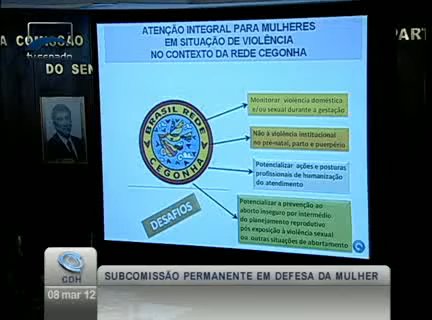 ATENÇÃO INTEGRAL PARA MULHERES
EM SITUAÇÃO DE VIOLÊNCIA
NO CONTEXTO DA REDE CEGONHA
A COMISSÃO
PART
tv senado
DO SEN
BRASIL REDE
CEGONHA
Monitorar violência doméstica
e/ou sexual durante a gestação
Não à violência institucional
no pré-natal, parto e puerpério
Potencializar ações e posturas
profissionais de humanização
do atendimento
DESAFIOS
Potencializar a prevenção ao
aborto inseguro por intermédio
do planejamento reprodutivo
pós exposição à violência sexual
ou outras situações de abortamento
CDH
08 mar 12
SUBCOMISSÃO PERMANENTE EM DEFESA DA MULHER